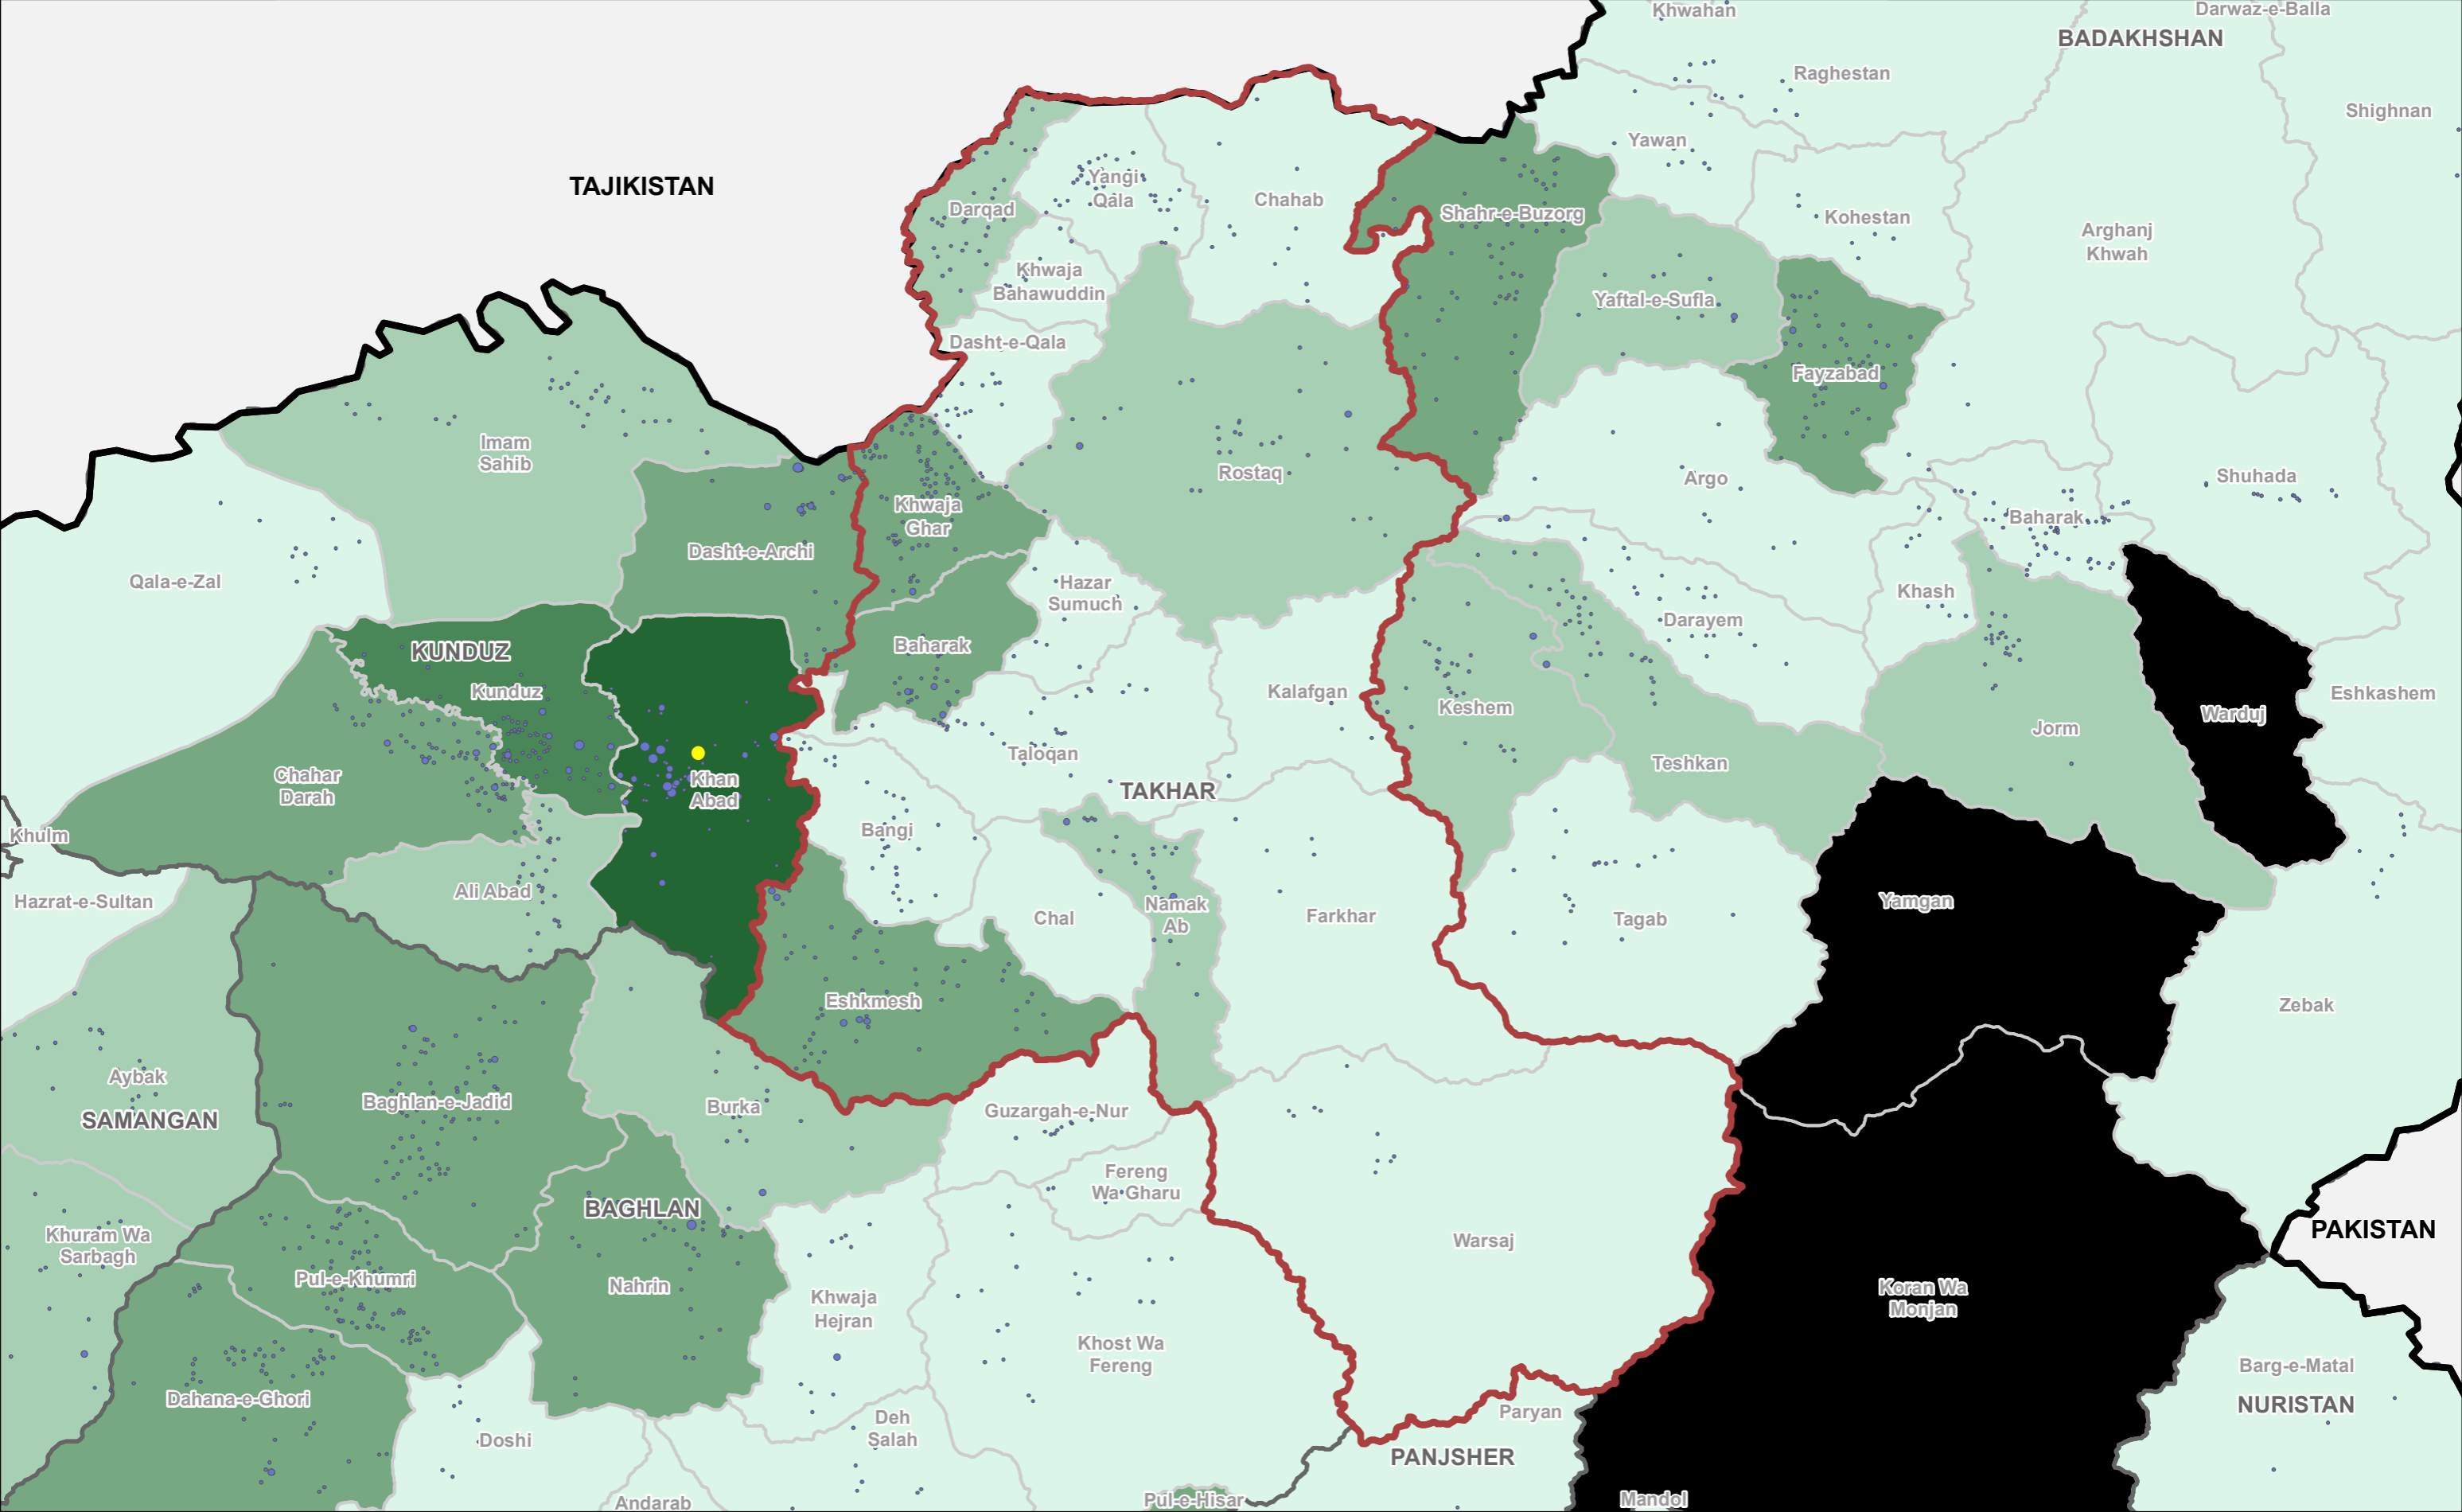 Khwahan
Darwaz-e-Balla
BADAKHSHAN
Raghestan
Shighnan
Yawan
TAJIKISTAN
Yangi
Qala
Chahab
Darqad
Shahr-e-Buzorg
Kohestan
Arghanj
Khwah
Khwaja
Bahawuddin
Yaftal-e-Sufla
Dasht-e-Qala
Fayzabad
Imam
Sahib
Rostaq
Argo
Shuhada
Khwaja
Ghar
Baharak
Dasht-e-Archi
Qala-e-Zal
Hazar
Sumuch
Khash
Darayem
KUNDUZ
Baharak
Kunduz
Kalafgan
Keshem
Eshkashem
Warduj
Jorm
Taloqan
Teshkan
Chahar
Darah
Khan
Abad
TAKHAR
Khulm
Bangi
Ali Abad
Hazrat-e-Sultan
Namak
Ab
Chal
Farkhar
Tagab
Yamgan
Eshkmesh
Zebak
Aybak
Baghlan-e-Jadid
Burka
Guzargah-e-Nur
SAMANGAN
Fereng
Wa Gharu
BAGHLAN
PAKISTAN
Khuram Wa
Sarbagh
Warsaj
Pul-e-Khumri
Nahrin
Koran Wa
Monjan
Khwaja
Hejran
Khost Wa
Fereng
Barg-e-Matal
Dahana-e-Ghori
NURISTAN
Paryan
Deh
Salah
Doshi
PANJSHER
Andarab
Pul-e-Hisar
Mandol